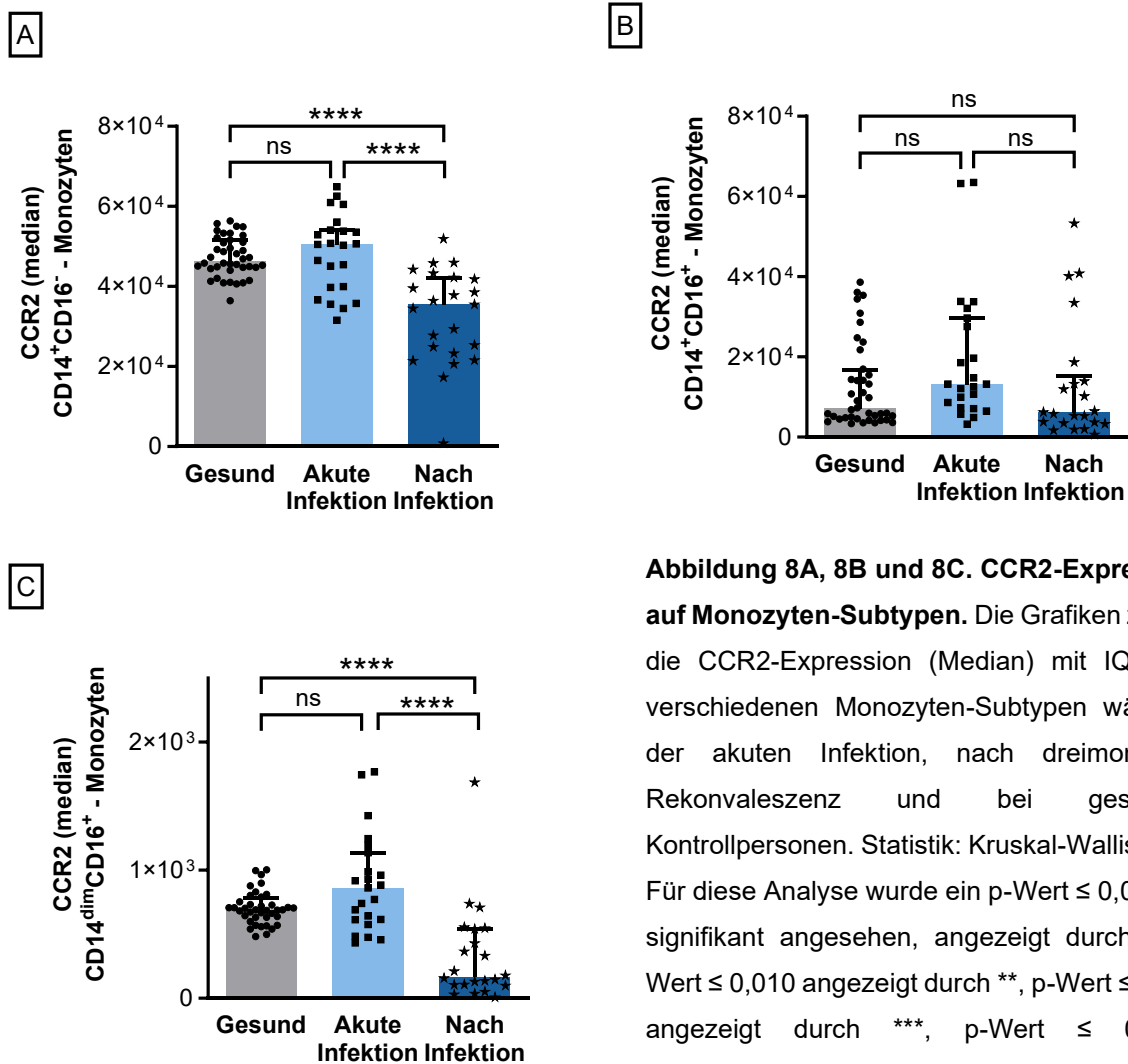 A
CCR2 (median)
CD14⁺CD16⁻ - Monozyten
8×10⁴
6×10⁴
4×10⁴
2×10⁴
0
****
ns
****
Gesund
Akute
Infektion
Nach
Infektion
B
CCR2 (median)
CD14⁺CD16⁺ - Monozyten
8×10⁴
6×10⁴
4×10⁴
2×10⁴
0
ns
ns
ns
Gesund
Akute
Infektion
Nach
Infektion
C
CCR2 (median)
CD14ᵈⁱᵐCD16⁺ - Monozyten
2×10³
1×10³
0
****
ns
****
Gesund
Akute
Infektion
Nach
Infektion
Abbildung 8A, 8B und 8C. CCR2-Expre
auf Monozyten-Subtypen. Die Grafiken
die CCR2-Expression (Median) mit IQ
verschiedenen Monozyten-Subtypen wä
der akuten Infektion, nach dreimon
Rekonvaleszenz und bei ges
Kontrollpersonen. Statistik: Kruskal-Wallis
Für diese Analyse wurde ein p-Wert ≤ 0,0
signifikant angesehen, angezeigt durch
Wert ≤ 0,010 angezeigt durch **, p-Wert ≤
angezeigt durch ***, p-Wert ≤